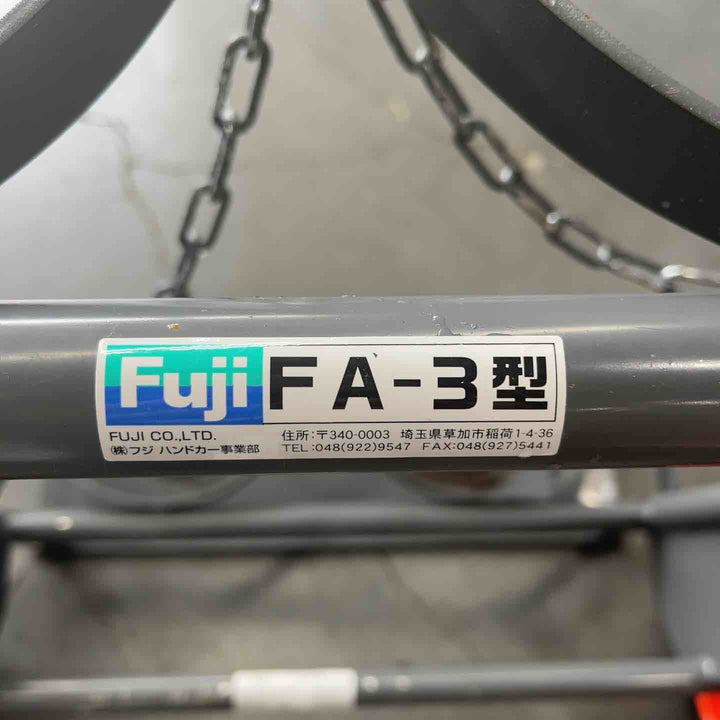 Fuji FA-3型
FUJI CO.,LTD. 住所:〒340-0003 埼玉県草加市稲荷1-4-36
㈱フジ ハンドカー事業部 TEL:048(922)9547 FAX:048(927)5441